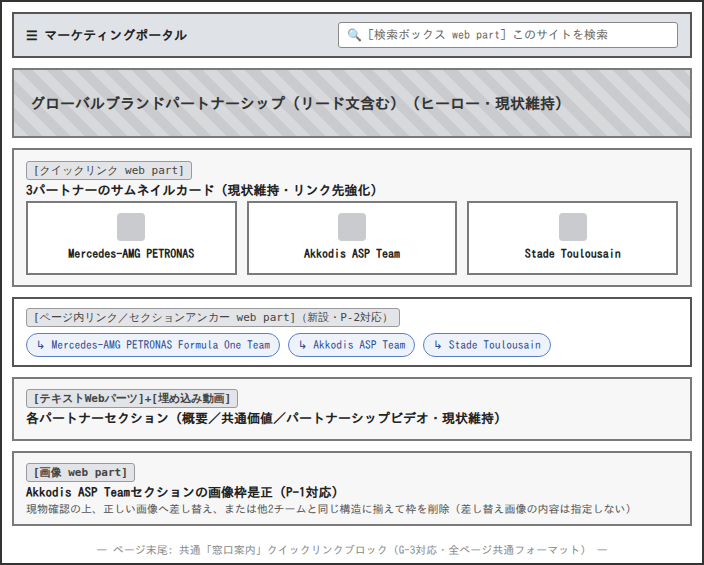 ☰ マーケティングポータル
🔍 [検索ボックス web part] このサイトを検索
グローバルブランドパートナーシップ（リード文含む）（ヒーロー・現状維持）
[クイックリンク web part]
3パートナーのサムネイルカード（現状維持・リンク先強化）
Mercedes-AMG PETRONAS
Akkodis ASP Team
Stade Toulousain
[ページ内リンク／セクションアンカー web part]（新設・P-2対応）
↳ Mercedes-AMG PETRONAS Formula One Team
↳ Akkodis ASP Team
↳ Stade Toulousain
[テキストWebパーツ]+[埋め込み動画]
各パートナーセクション（概要／共通価値／パートナーシップビデオ・現状維持）
[画像 web part]
Akkodis ASP Teamセクションの画像枠是正（P-1対応）
現物確認の上、正しい画像へ差し替え、または他2チームと同じ構造に揃えて枠を削除（差し替え画像の内容は指定しない）
— ページ末尾: 共通「窓口案内」クイックリンクブロック（G-3対応・全ページ共通フォーマット） —